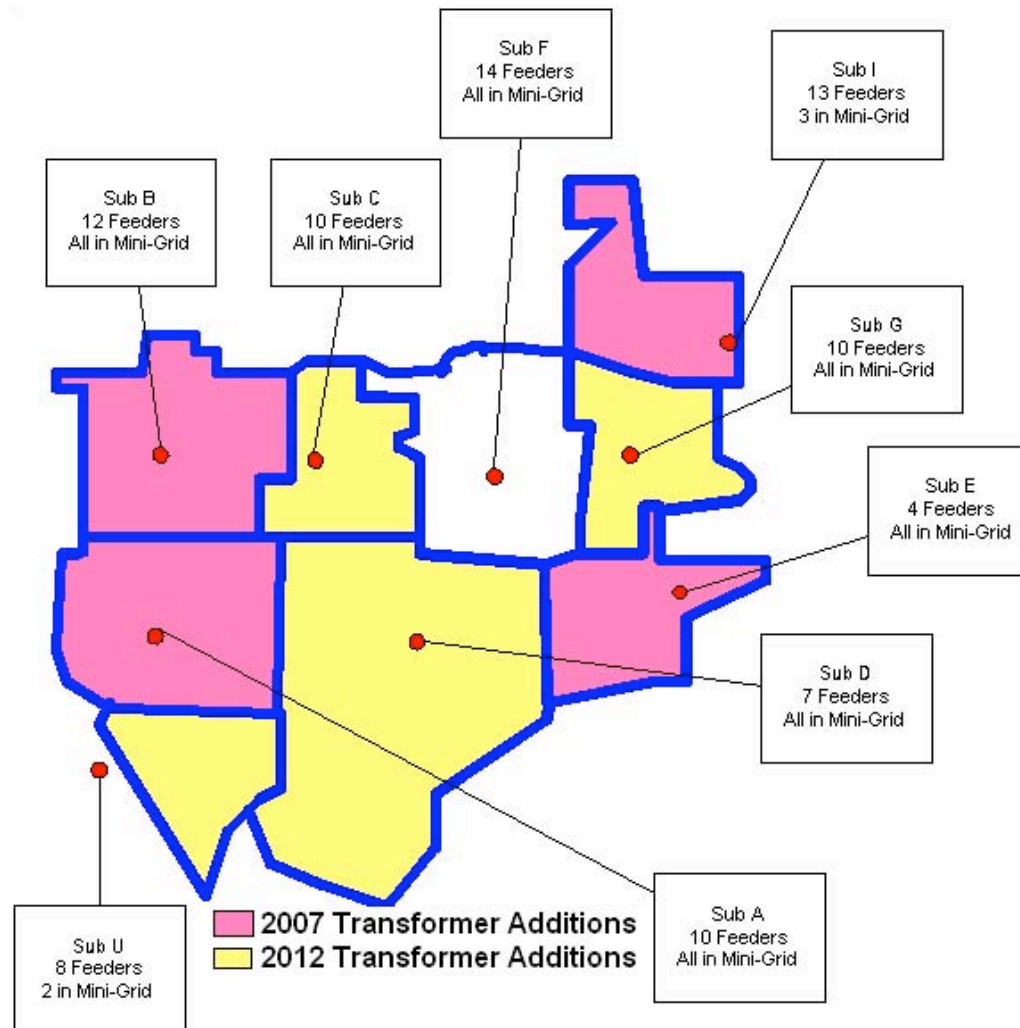 Sub F
14 Feeders
All in Mini-Grid
Sub I
13 Feeders
3 in Mini-Grid
Sub B
12 Feeders
All in Mini-Grid
Sub C
10 Feeders
All in Mini-Grid
Sub G
10 Feeders
All in Mini-Grid
Sub E
4 Feeders
All in Mini-Grid
Sub D
7 Feeders
All in Mini-Grid
Sub A
10 Feeders
All in Mini-Grid
Sub U
8 Feeders
2 in Mini-Grid
2007 Transformer Additions
2012 Transformer Additions